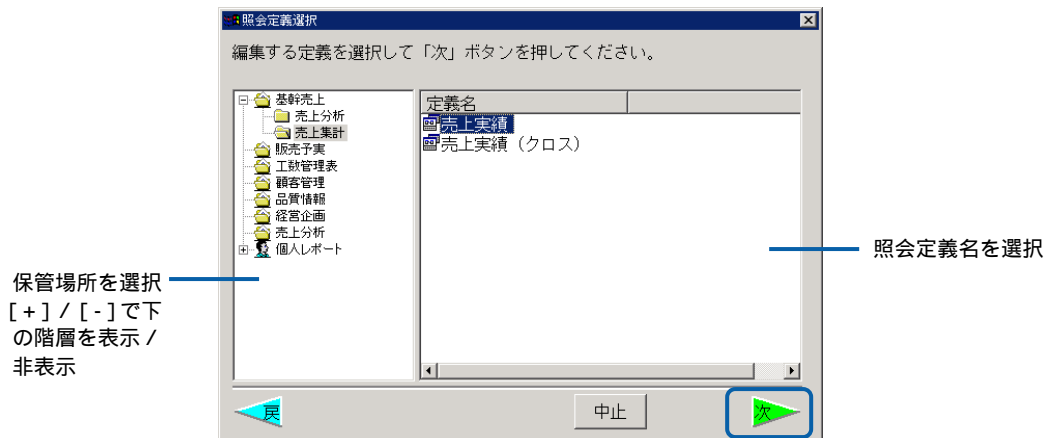 照会定義選択
編集する定義を選択して「次」ボタンを押してください。
基幹売上
売上分析
売上集計
販売予実
工数管理表
顧客管理
品質情報
経営企画
売上分析
個人レポート
定義名
売上実績
売上実績（クロス）
保管場所を選択
[+]/[-]で下
の階層を表示/
非表示
照会定義名を選択
戻
中止
次